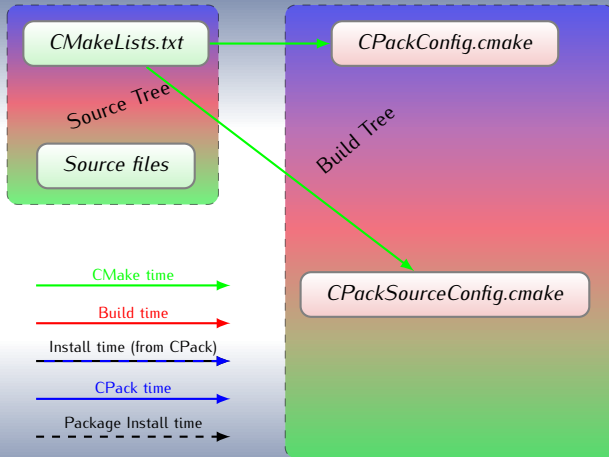 CMakeLists.txt
CPackConfig.cmake
Source Tree
Build Tree
Source files
CPackSourceConfig.cmake
CMake time
Build time
Install time (from CPack)
CPack time
Package Install time